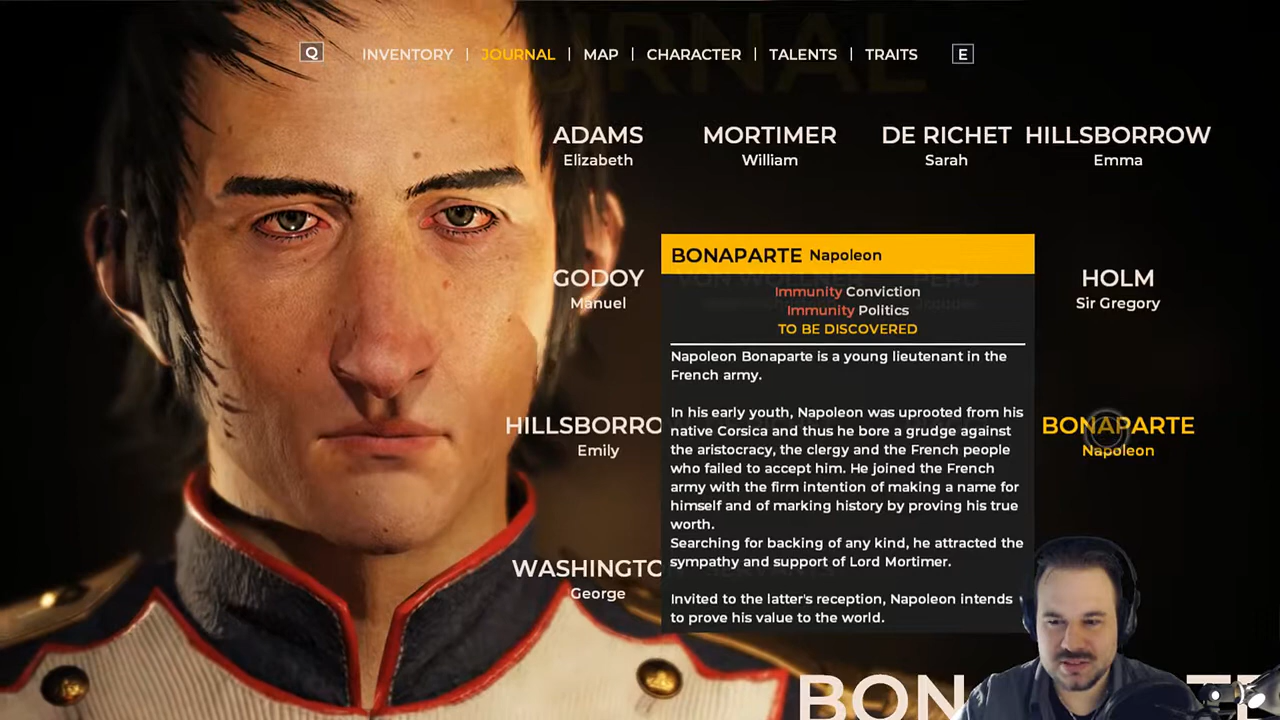 Q INVENTORY | JOURNAL | MAP | CHARACTER | TALENTS | TRAITS E
ADAMS MORTIMER DE RICHET HILLSBORROW
Elizabeth William Sarah Emma
GODOY HOLM
Manuel Sir Gregory
BONAPARTE Napoleon
Immunity Conviction
Immunity Politics
TO BE DISCOVERED
Napoleon Bonaparte is a young lieutenant in the
French army.
In his early youth, Napoleon was uprooted from his
native Corsica and thus he bore a grudge against
the aristocracy, the clergy and the French people
who failed to accept him. He joined the French
army with the firm intention of making a name for
himself and of marking history by proving his true
worth.
Searching for backing of any kind, he attracted the
sympathy and support of Lord Mortimer.
Invited to the latter's reception, Napoleon intends
to prove his value to the world.
HILLSBORRO BONAPARTE
Emily Napoleon
WASHINGTO
George
BON